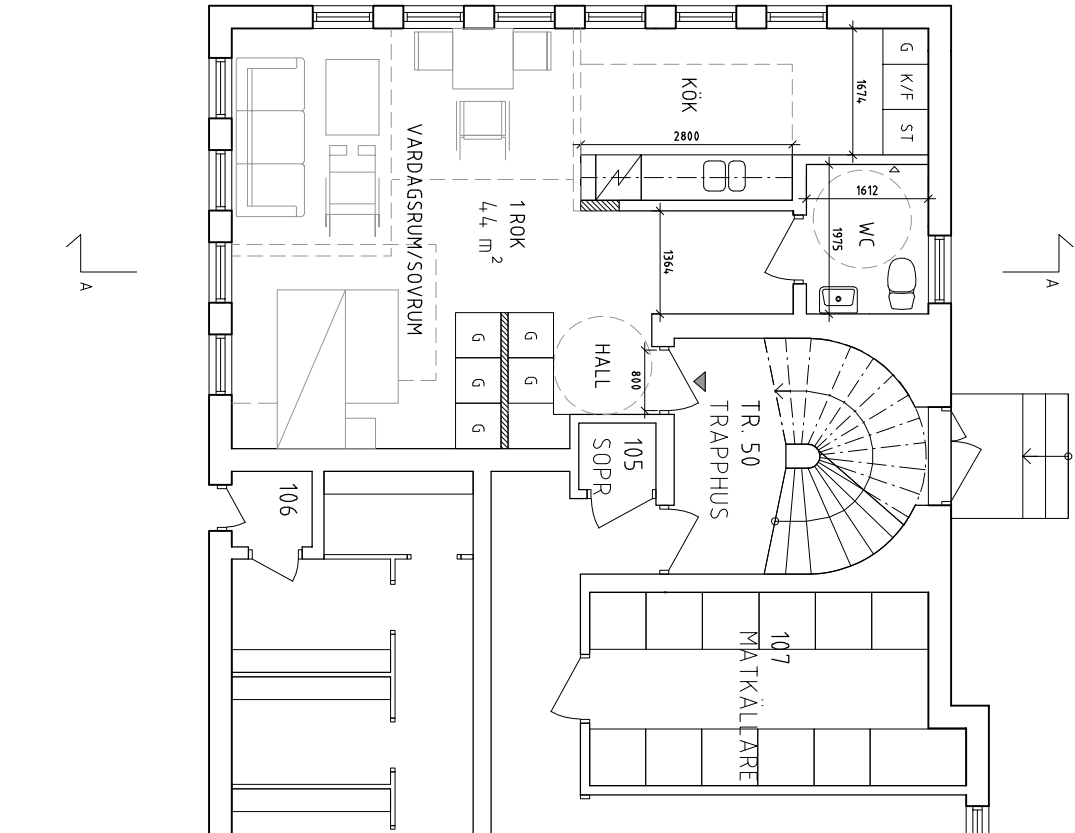 G
K/F
ST
1674
KÖK
2800
1612
WC
1975
VARDAGSRUM/SOVRUM
1 ROK
44 m²
1364
A
A
G
G
G
G
G
HALL
800
TR. 50
TRAPPHUS
105
SOPR
106
107
MATKÄLLARE